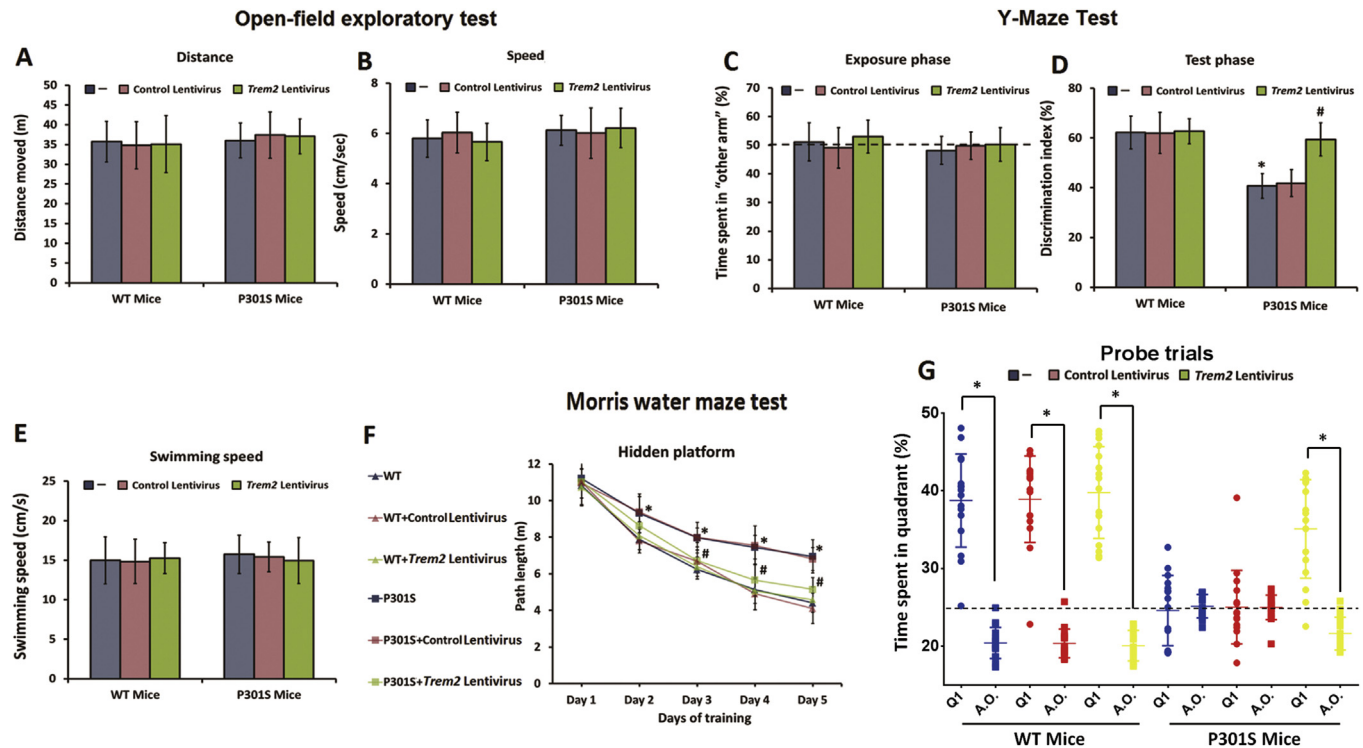 Open-field exploratory test
Y-Maze Test
A
Distance
– Control Lentivirus Trem2 Lentivirus
Distance moved (m)
50
45
40
35
30
25
20
15
10
5
0
WT Mice P301S Mice
B
Speed
– Control Lentivirus Trem2 Lentivirus
Speed (cm/sec)
8
6
4
2
0
WT Mice P301S Mice
C
Exposure phase
– Control Lentivirus Trem2 Lentivirus
Time spent in "other arm" (%)
70
60
50
40
30
20
10
0
WT Mice P301S Mice
D
Test phase
– Control Lentivirus Trem2 Lentivirus
Discrimination index (%)
80
60
40
20
0
* #
WT Mice P301S Mice
E
Swimming speed
– Control Lentivirus Trem2 Lentivirus
Swimming speed (cm/s)
25
20
15
10
5
0
WT Mice P301S Mice
Morris water maze test
F
Hidden platform
WT
WT+Control Lentivirus
WT+Trem2 Lentivirus
P301S
P301S+Control Lentivirus
P301S+Trem2 Lentivirus
Path length (m)
12
10
8
6
4
2
0
* * * *
# # #
Day 1 Day 2 Day 3 Day 4 Day 5
Days of training
G
Probe trials
– Control Lentivirus Trem2 Lentivirus
Time spent in quadrant (%)
50
40
30
20
* * * *
Q1 A.O. Q1 A.O. Q1 A.O. Q1 A.O. Q1 A.O. Q1 A.O.
WT Mice P301S Mice